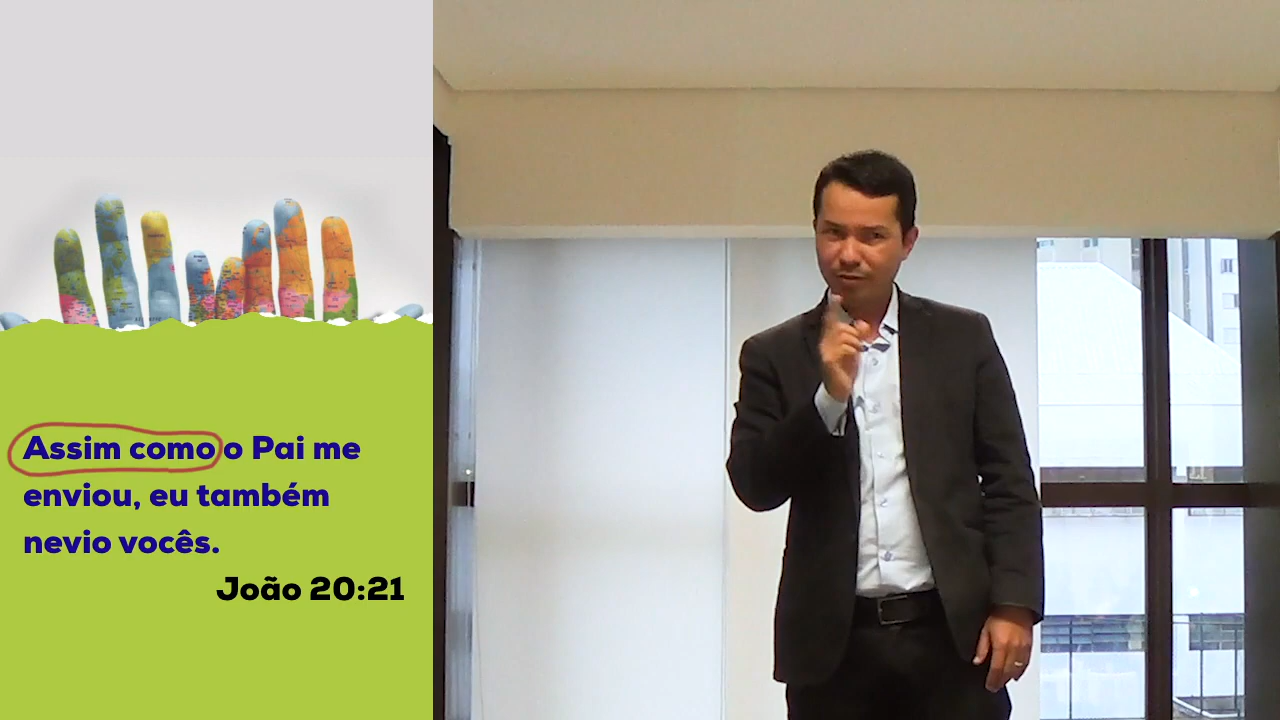 Assim como o Pai me
enviou, eu também
nevio vocês.
João 20:21